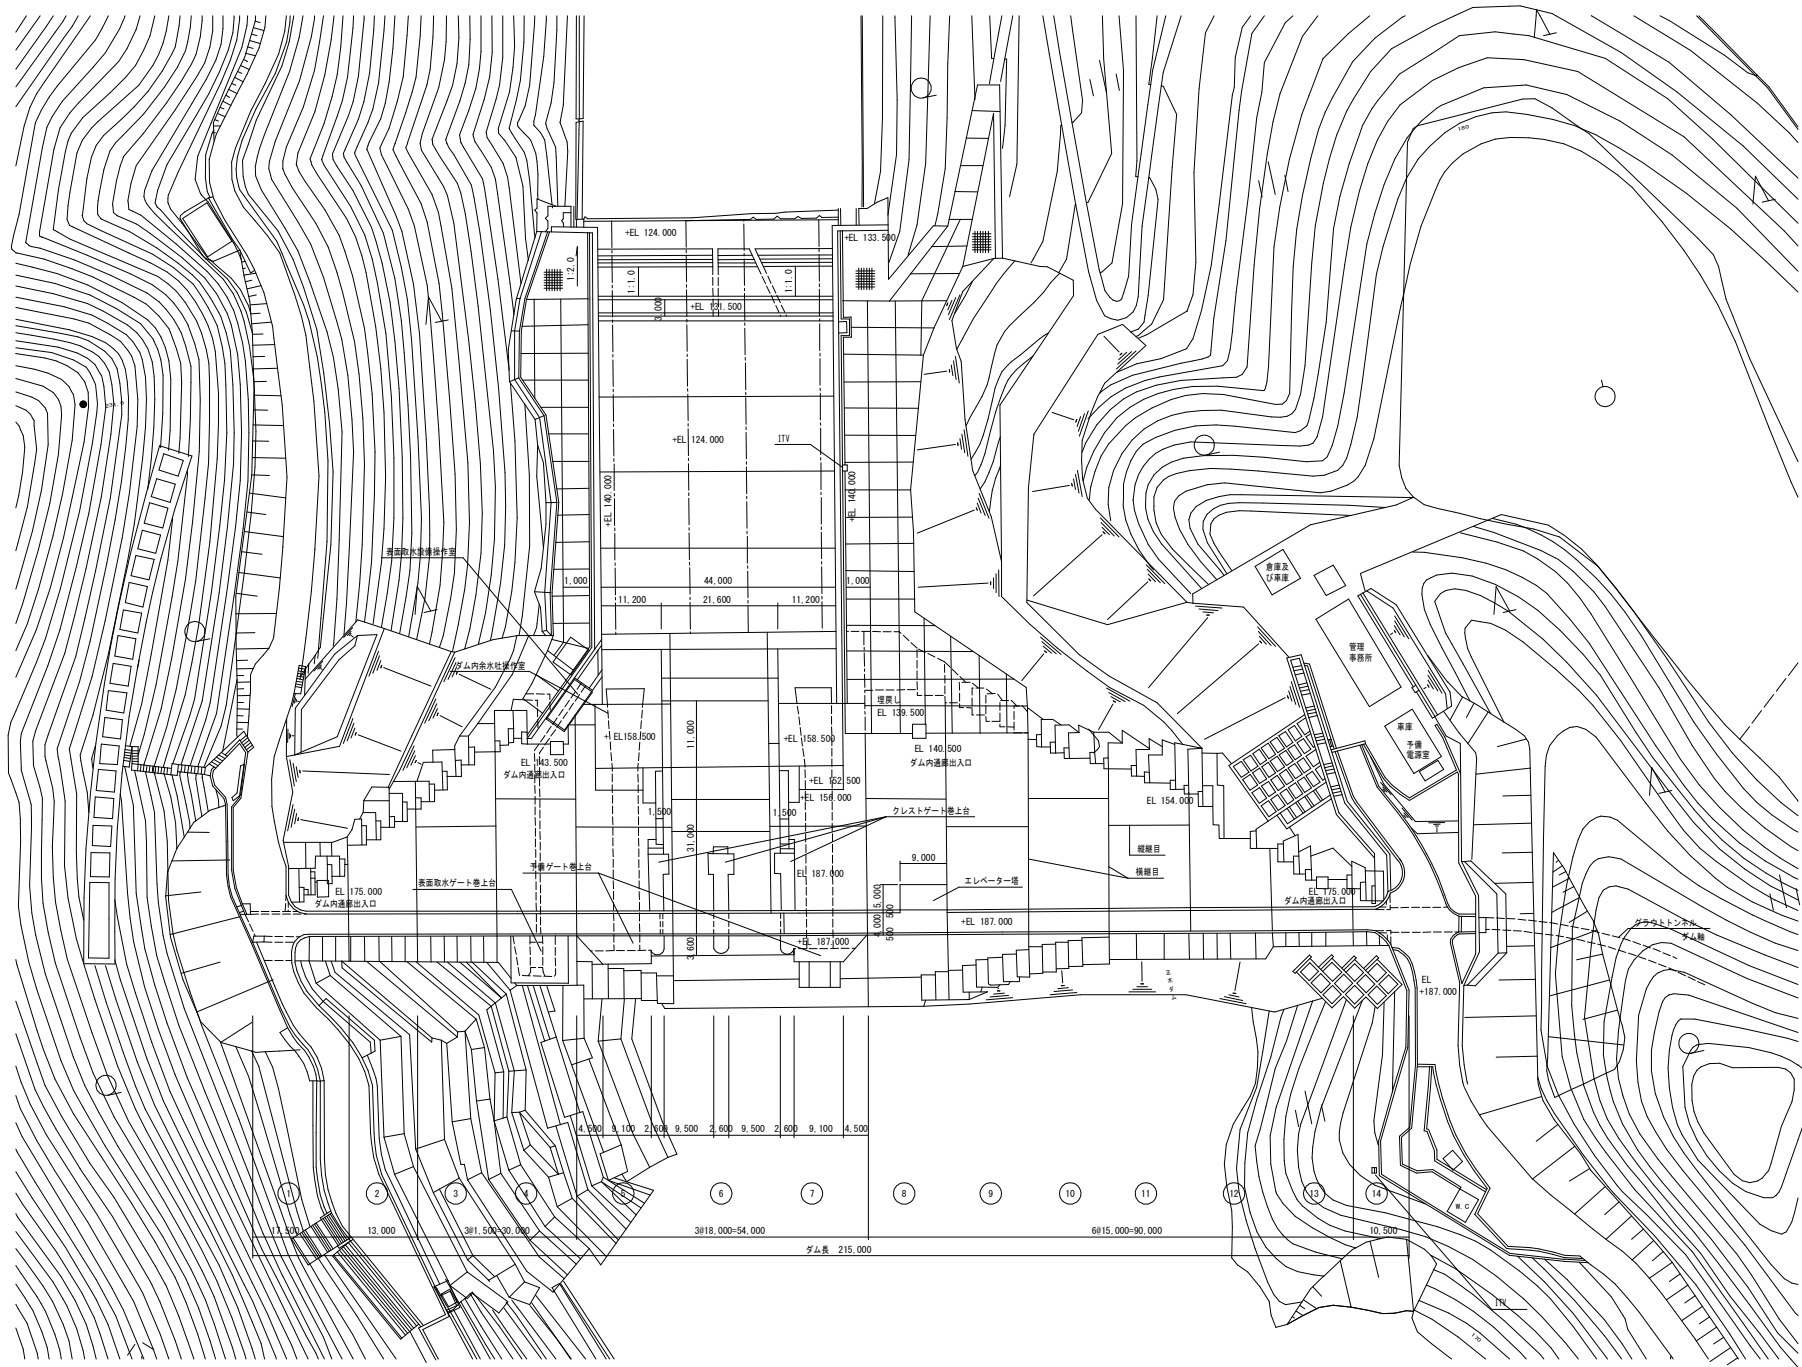 180
+EL 124.000
+EL 133.500
1:2.0
1:1.0
1:1.0
3,000
+EL 131.500
+EL 124.000
ITV
+EL 140.000
+EL 140.000
表面取水設備操作室
1,000
44,000
1,000
11,200
21,600
11,200
倉庫及
び車庫
管理
事務所
車庫
予備
電源室
ダム内余水吐操作室
埋戻し
EL 139.500
+EL158.500
11,000
+EL 158.500
EL 143.500
ダム内通廊出入口
EL 140.500
ダム内通廊出入口
+EL 152.500
+EL 156.000
EL 154.000
1,500
1,500
クレストゲート巻上台
31,000
縦継目
横継目
9,000
予備ゲート巻上台
表面取水ゲート巻上台
EL 187.000
エレベーター塔
EL 175.000
ダム内通廊出入口
EL 175.000
ダム内通廊出入口
5,000
4,000
500
500
+EL 187.000
+EL 187.000
3,600
グラウトトンネル
ダム軸
EL
+187.000
4,500
9,100
2,600
9,500
2,600
9,500
2,600
9,100
4,500
1
2
3
4
5
6
7
8
9
10
11
12
13
14
W.C
17,500
13,000
3@1,500=30,000
3@18,000=54,000
6@15,000=90,000
10,500
ダム長 215,000
ITV
170